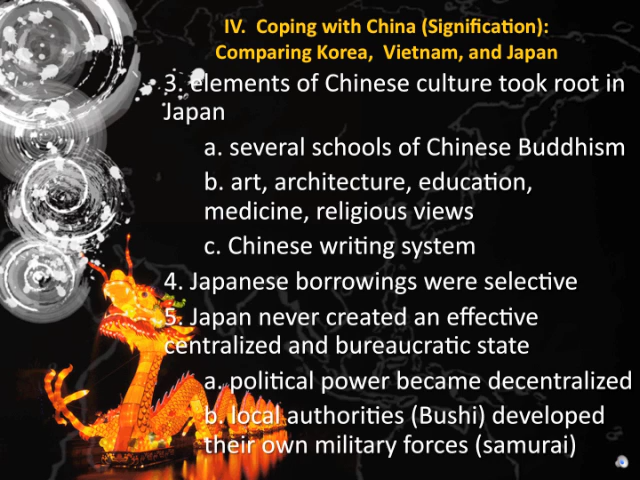 IV.  Coping with China (Signification):
Comparing Korea,  Vietnam, and Japan
3. elements of Chinese culture took root in
Japan
a. several schools of Chinese Buddhism
b. art, architecture, education,
medicine, religious views
c. Chinese writing system
4. Japanese borrowings were selective
5. Japan never created an effective
centralized and bureaucratic state
a. political power became decentralized
b. local authorities (Bushi) developed
their own military forces (samurai)